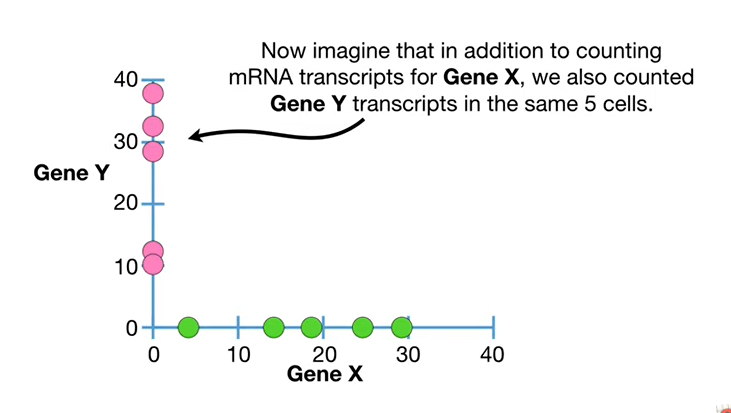 Now imagine that in addition to counting
mRNA transcripts for Gene X, we also counted
Gene Y transcripts in the same 5 cells.
40
30
Gene Y
20
10
0
0 10 20 30 40
Gene X